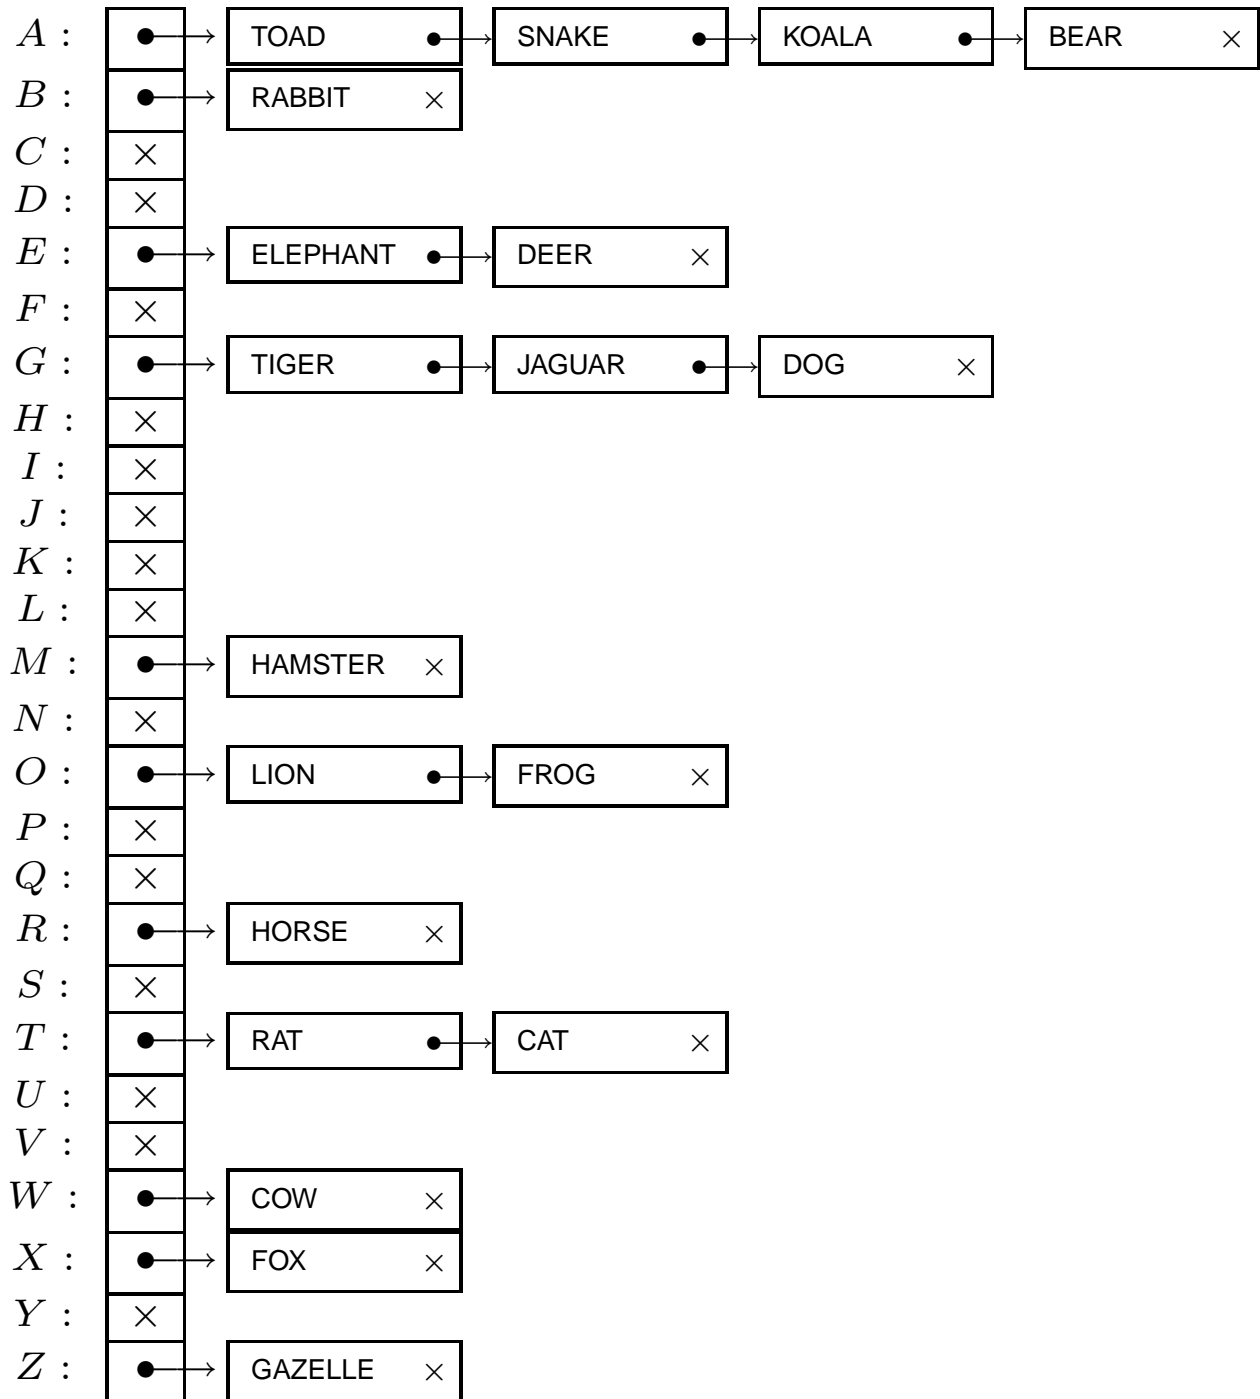 A : TOAD SNAKE KOALA BEAR ×
B : RABBIT ×
C : ×
D : ×
E : ELEPHANT DEER ×
F : ×
G : TIGER JAGUAR DOG ×
H : ×
I : ×
J : ×
K : ×
L : ×
M : HAMSTER ×
N : ×
O : LION FROG ×
P : ×
Q : ×
R : HORSE ×
S : ×
T : RAT CAT ×
U : ×
V : ×
W : COW ×
X : FOX ×
Y : ×
Z : GAZELLE ×